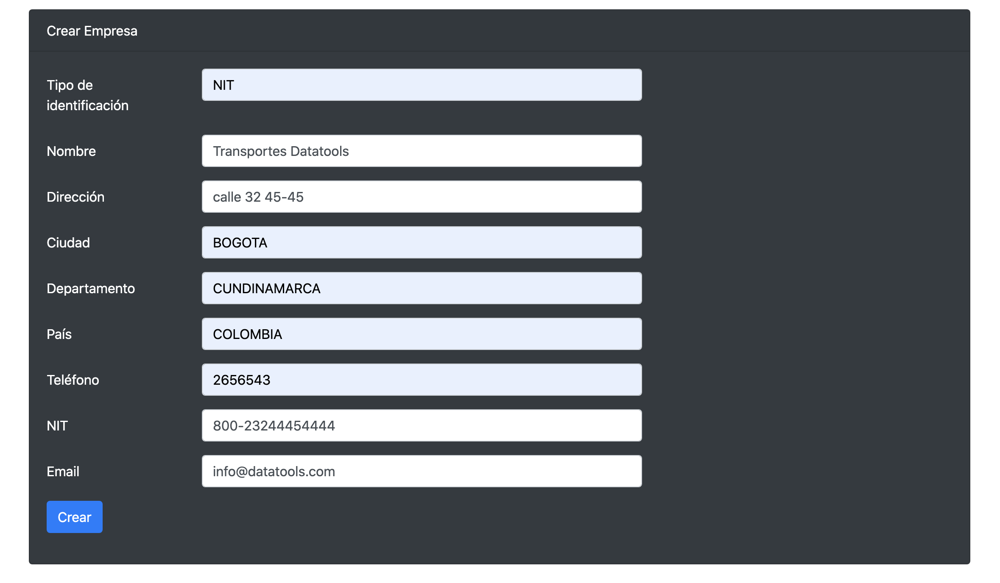 Crear Empresa
Tipo de
identificación
NIT
Nombre
Transportes Datatools
Dirección
calle 32 45-45
Ciudad
BOGOTA
Departamento
CUNDINAMARCA
País
COLOMBIA
Teléfono
2656543
NIT
800-23244454444
Email
info@datatools.com
Crear